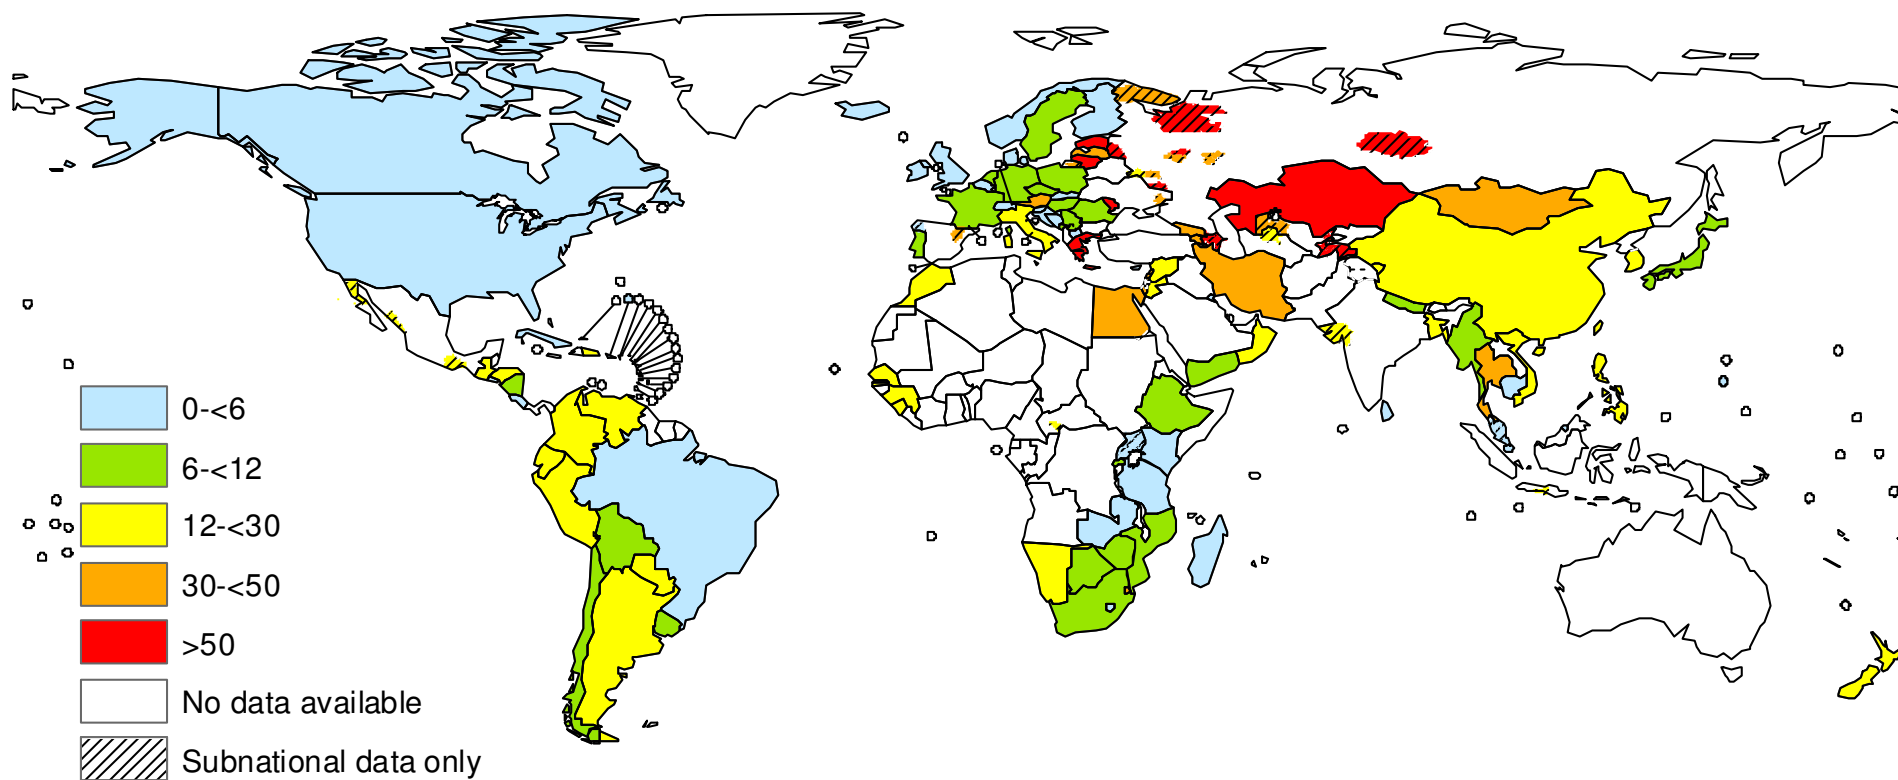 0-<6
6-<12
12-<30
30-<50
>50
No data available
Subnational data only